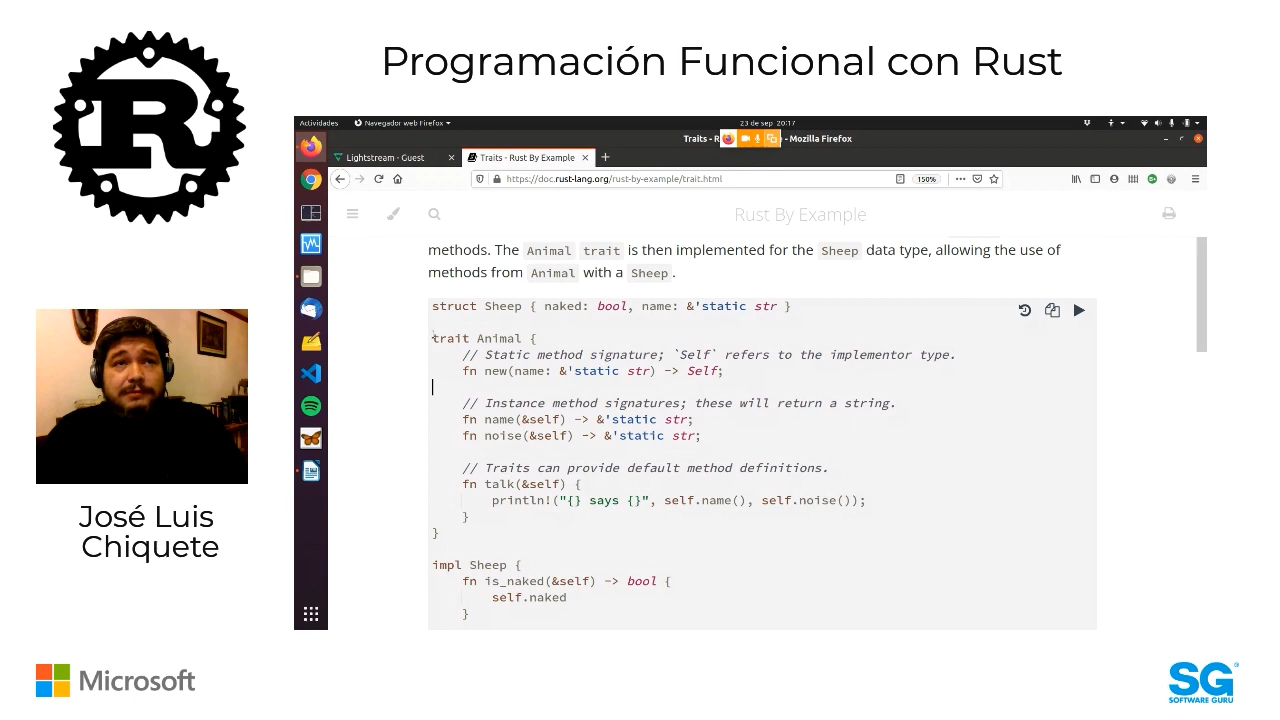 Programación Funcional con Rust
R
Actividades
Navegador web Firefox
23 de sep 20:17
Traits - R
- Mozilla Firefox
Lightstream - Guest
Traits - Rust By Example
https://doc.rust-lang.org/rust-by-example/trait.html
150%
Rust By Example
methods. The Animal trait is then implemented for the Sheep data type, allowing the use of
methods from Animal with a Sheep.
struct Sheep { naked: bool, name: &'static str }
trait Animal {
// Static method signature; `Self` refers to the implementor type.
fn new(name: &'static str) -> Self;
// Instance method signatures; these will return a string.
fn name(&self) -> &'static str;
fn noise(&self) -> &'static str;
// Traits can provide default method definitions.
fn talk(&self) {
println!("{} says {}", self.name(), self.noise());
}
}
impl Sheep {
fn is_naked(&self) -> bool {
self.naked
}
José Luis
Chiquete
Microsoft
SG
SOFTWARE GURU